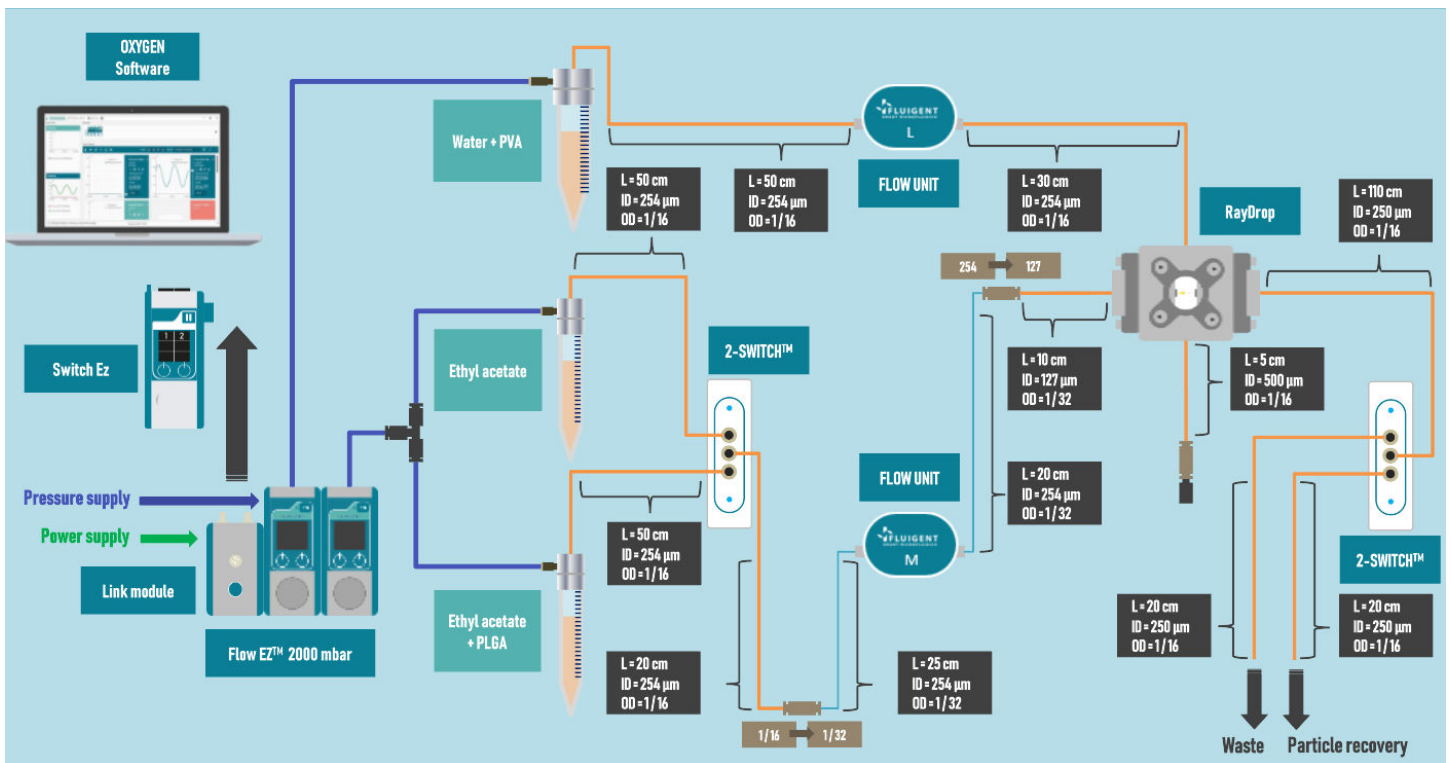 OXYGEN
Software
Water + PVA
FLUIGENT
SMART MICROFLUIDICS
L
FLOW UNIT
L = 50 cm
ID = 254 µm
OD = 1/16
L = 50 cm
ID = 254 µm
OD = 1/16
L = 30 cm
ID = 254 µm
OD = 1/16
RayDrop
L = 110 cm
ID = 250 µm
OD = 1/16
254
127
Switch Ez
1 2
Ethyl acetate
2-SWITCH™
L = 10 cm
ID = 127 µm
OD = 1/32
L = 5 cm
ID = 500 µm
OD = 1/16
Pressure supply
Power supply
Link module
Flow EZ™ 2000 mbar
L = 50 cm
ID = 254 µm
OD = 1/16
FLOW UNIT
FLUIGENT
SMART MICROFLUIDICS
M
L = 20 cm
ID = 254 µm
OD = 1/32
2-SWITCH™
Ethyl acetate
+ PLGA
L = 20 cm
ID = 254 µm
OD = 1/16
L = 25 cm
ID = 254 µm
OD = 1/32
L = 20 cm
ID = 250 µm
OD = 1/16
L = 20 cm
ID = 250 µm
OD = 1/16
1/16
1/32
Waste
Particle recovery